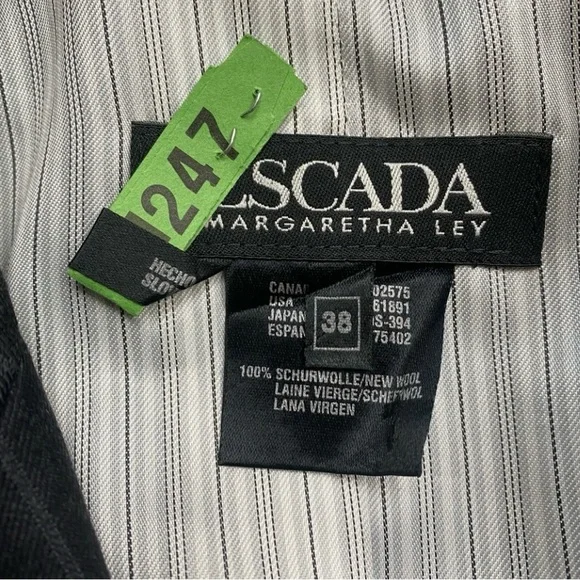 1247
ESCADA
MARGARETHA LEY
HECHO
SLO
CANA 02575
USA 61891
JAPAN S-394
ESPAN 75402
38
100% SCHURWOLLE/NEW WOOL
LAINE VIERGE/SCHEERWOL
LANA VIRGEN